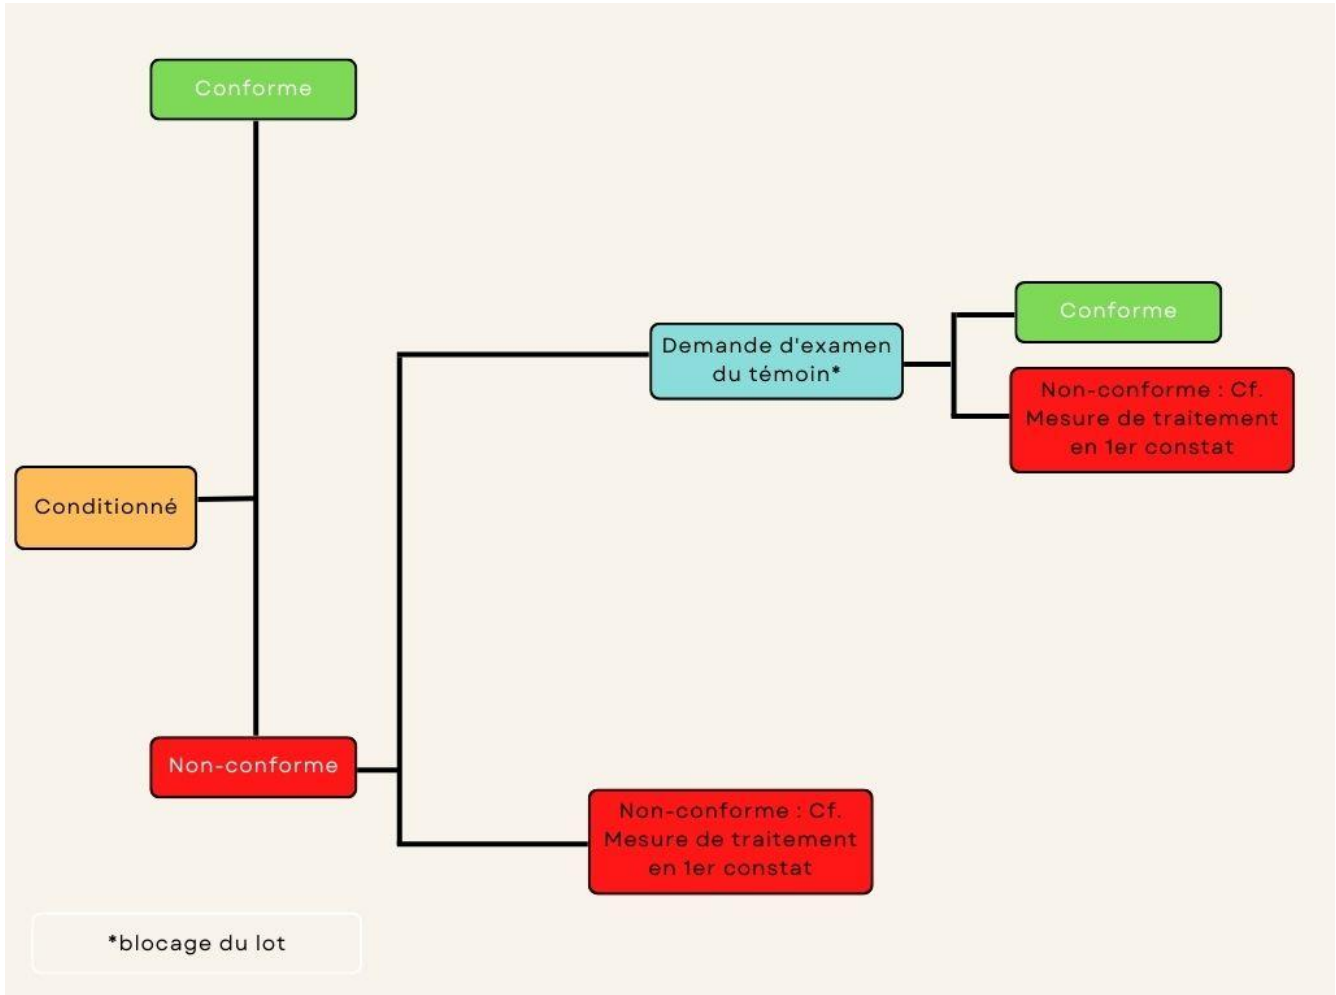 Conforme
Conforme
Demande d'examen
du témoin*
Non-conforme : Cf.
Mesure de traitement
en 1er constat
Conditionné
Non-conforme
Non-conforme : Cf.
Mesure de traitement
en 1er constat
*blocage du lot